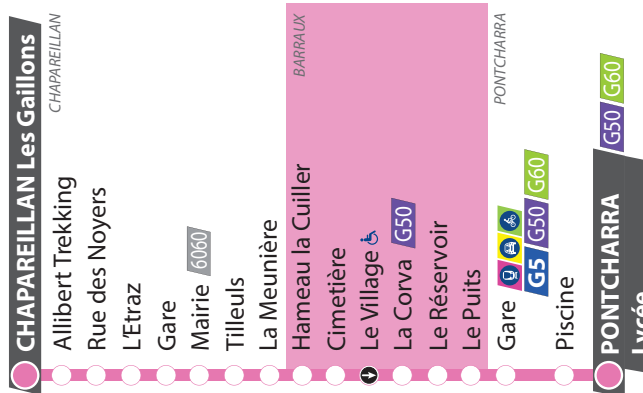 CHAPAREILLAN Les Gaillons
CHAPAREILLAN
Allibert Trekking
Rue des Noyers
L'Etraz
Gare
Mairie 6060
Tilleuls
La Meunière
BARRAUX
Hameau la Cuiller
Cimetière
Le Village
La Corva G50
Le Réservoir
Le Puits
PONTCHARRA
Gare
G5 G50 G60
Piscine
PONTCHARRA G50 G60
Lycée